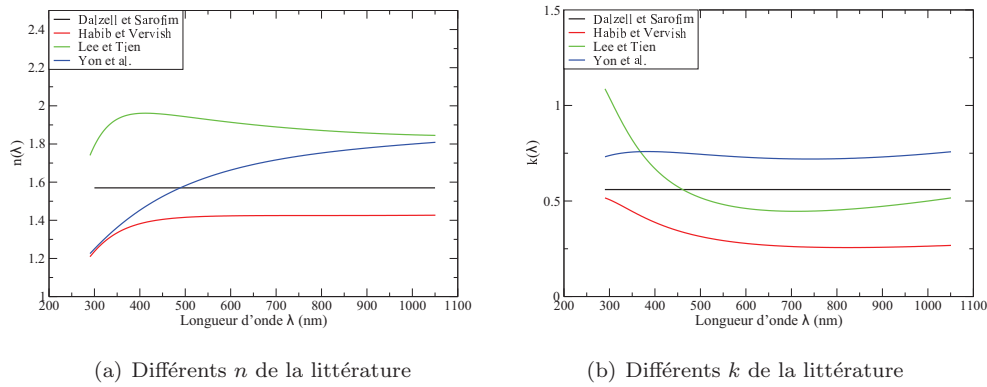 Dalzell et Sarofim
Habib et Vervish
Lee et Tien
Yon et al.
2.4
2.2
2
1.8
1.6
1.4
1.2
1
n(λ)
200 300 400 500 600 700 800 900 1000 1100
Longueur d'onde λ (nm)
(a) Différents n de la littérature
Dalzell et Sarofim
Habib et Vervish
Lee et Tien
Yon et al.
1.5
1
0.5
0
k(λ)
200 300 400 500 600 700 800 900 1000 1100
Longueur d'onde λ (nm)
(b) Différents k de la littérature